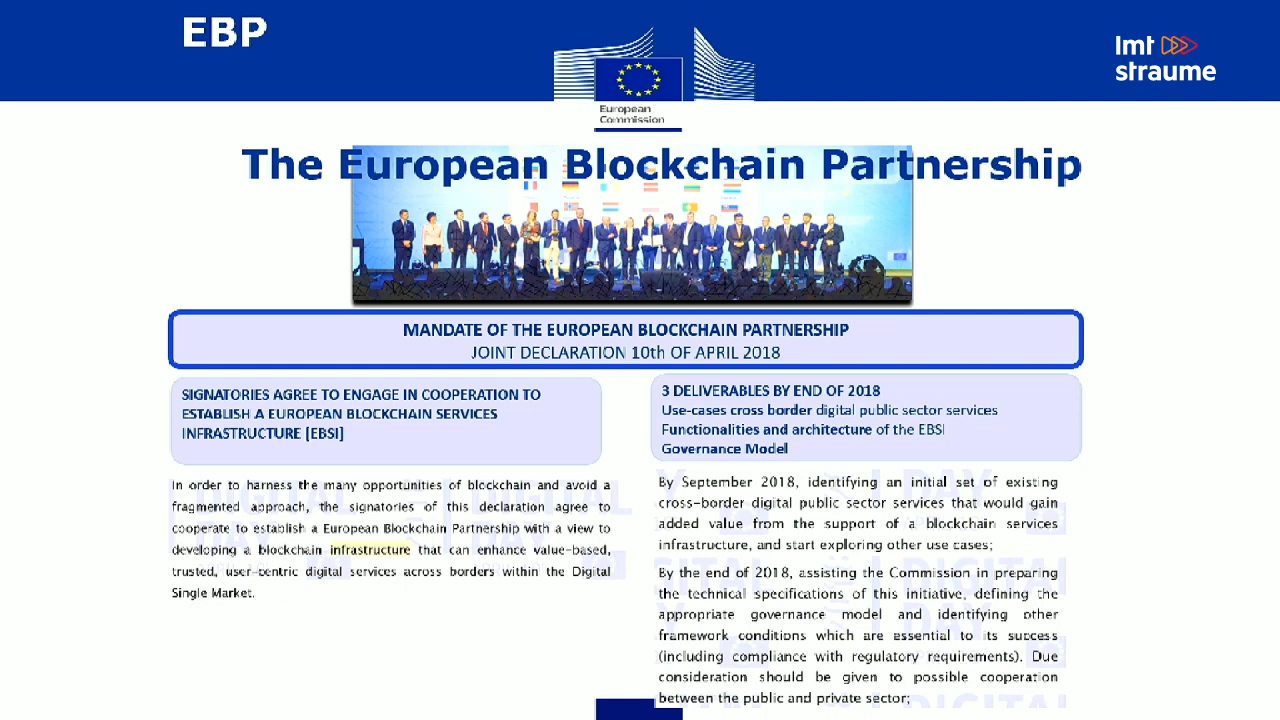 EBP
lmt
straume
European
Commission
The European Blockchain Partnership
MANDATE OF THE EUROPEAN BLOCKCHAIN PARTNERSHIP
JOINT DECLARATION 10th OF APRIL 2018
SIGNATORIES AGREE TO ENGAGE IN COOPERATION TO
ESTABLISH A EUROPEAN BLOCKCHAIN SERVICES
INFRASTRUCTURE [EBSI]
In order to harness the many opportunities of blockchain and avoid a
fragmented approach, the signatories of this declaration agree to
cooperate to establish a European Blockchain Partnership with a view to
developing a blockchain infrastructure that can enhance value-based,
trusted, user-centric digital services across borders within the Digital
Single Market.
3 DELIVERABLES BY END OF 2018
Use-cases cross border digital public sector services
Functionalities and architecture of the EBSI
Governance Model
By September 2018, identifying an initial set of existing
cross-border digital public sector services that would gain
added value from the support of a blockchain services
infrastructure, and start exploring other use cases;
By the end of 2018, assisting the Commission in preparing
the technical specifications of this initiative, defining the
appropriate governance model and identifying other
framework conditions which are essential to its success
(including compliance with regulatory requirements). Due
consideration should be given to possible cooperation
between the public and private sector;